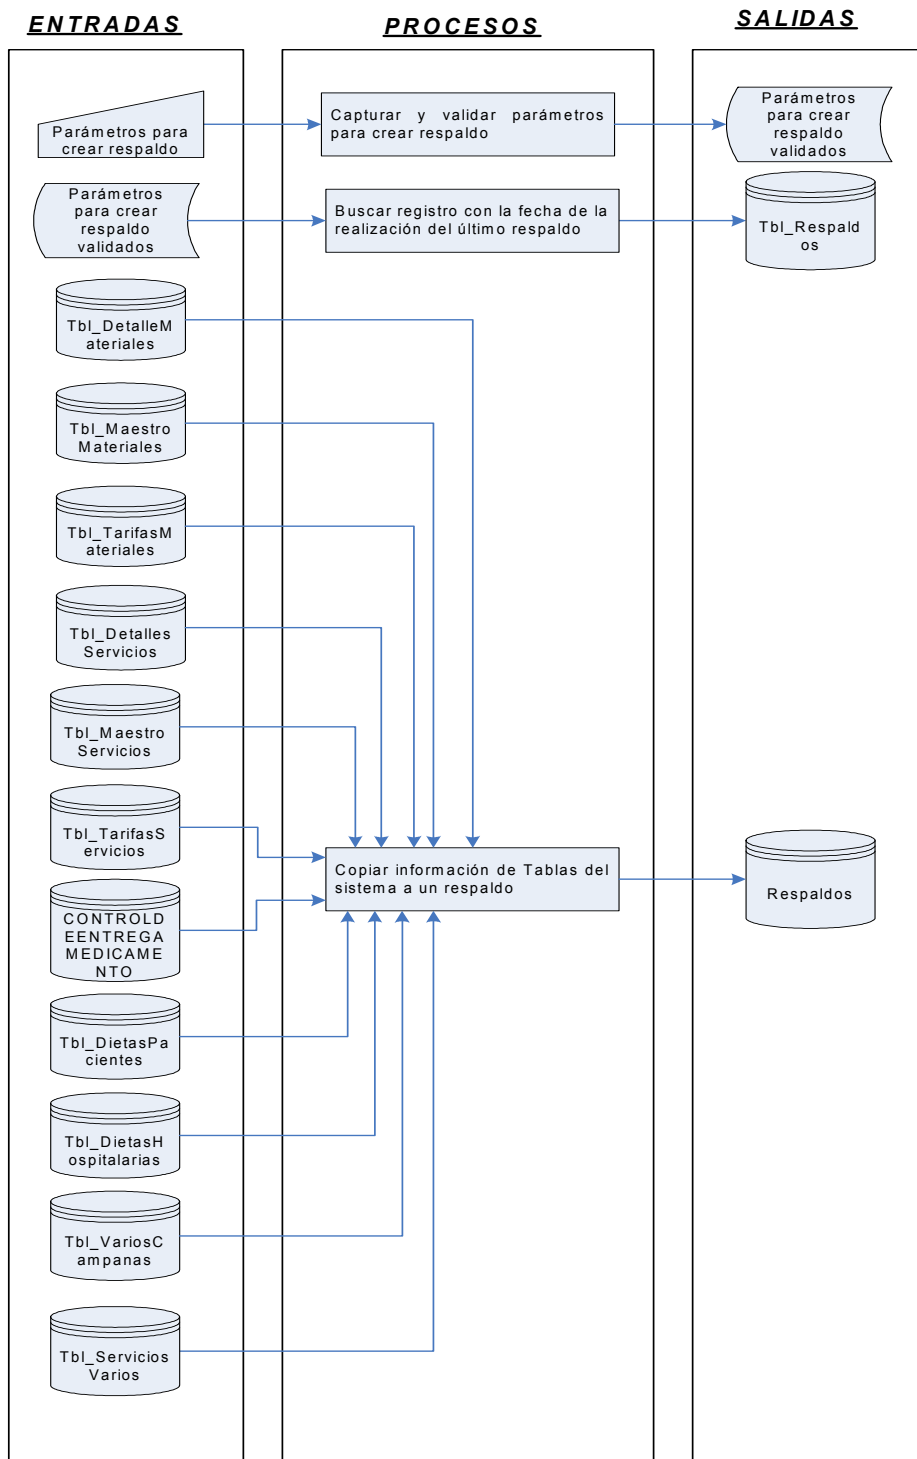 ENTRADAS
PROCESOS
SALIDAS
Parámetros para
crear respaldo
Capturar y validar parámetros
para crear respaldo
Parámetros
para crear
respaldo
validados
Parámetros
para crear
respaldo
validados
Buscar registro con la fecha de la
realización del último respaldo
Tbl_Respald
os
Tbl_DetalleM
ateriales
Tbl_Maestro
Materiales
Tbl_TarifasM
ateriales
Tbl_Detalles
Servicios
Tbl_Maestro
Servicios
Tbl_TarifasS
ervicios
Copiar información de Tablas del
sistema a un respaldo
Respaldos
CONTROLD
EENTREGA
MEDICAME
NTO
Tbl_DietasPa
cientes
Tbl_DietasH
ospitalarias
Tbl_VariosC
ampanas
Tbl_Servicios
Varios